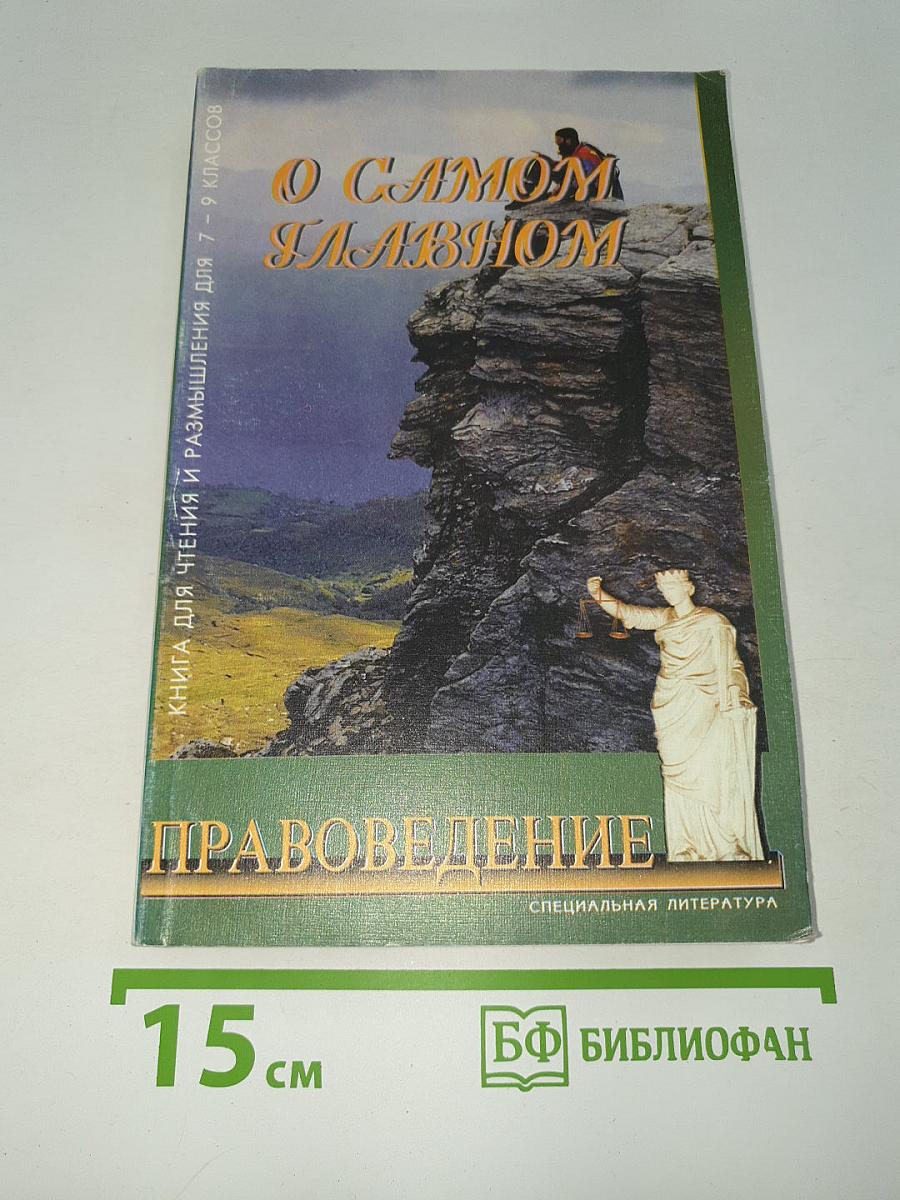 О САМОМ
ГЛАВНОМ
КНИГА ДЛЯ ЧТЕНИЯ И РАЗМЫШЛЕНИЯ ДЛЯ 7 – 9 КЛАССОВ
ПРАВОВЕДЕНИЕ
СПЕЦИАЛЬНАЯ ЛИТЕРАТУРА
15 см
БФ БИБЛИОФАН